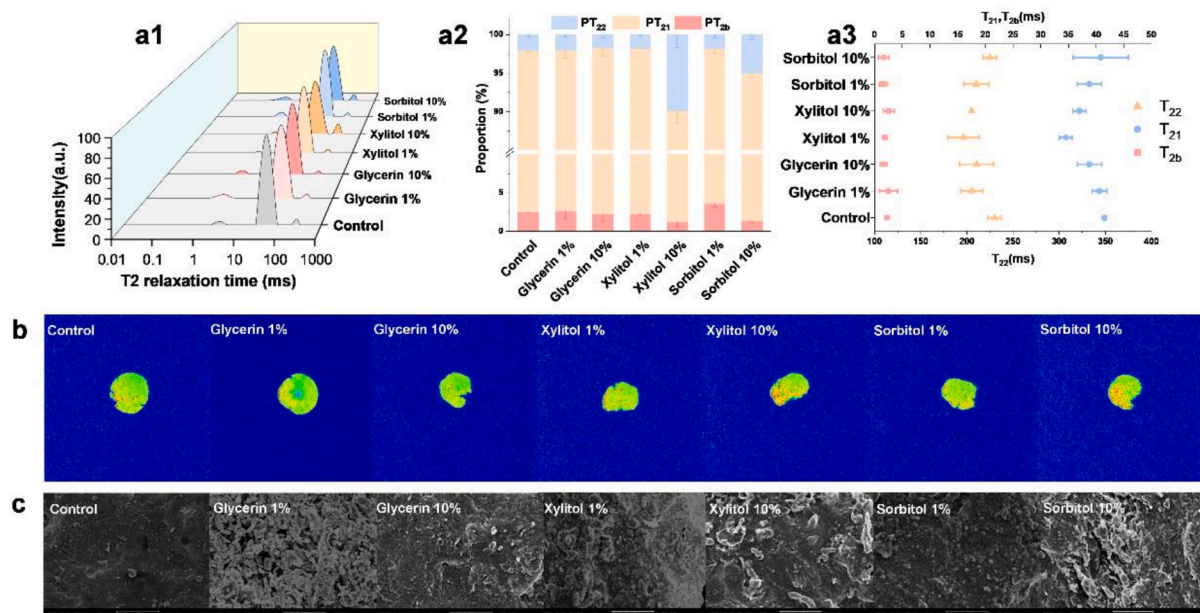 a1
Intensity(a.u.)
100
80
60
40
20
0
0.01 0.1 1 10 100 1000
T2 relaxation time (ms)
Sorbitol 10%
Sorbitol 1%
Xylitol 10%
Xylitol 1%
Glycerin 10%
Glycerin 1%
Control
a2
PT22 PT21 PT2b
Proportion (%)
100
95
90
5
0
Control
Glycerin 1%
Glycerin 10%
Xylitol 1%
Xylitol 10%
Sorbitol 1%
Sorbitol 10%
a3
T21,T2b(ms)
0 5 10 15 20 25 30 35 40 45 50
Sorbitol 10%
Sorbitol 1%
Xylitol 10%
Xylitol 1%
Glycerin 10%
Glycerin 1%
Control
T22
T21
T2b
100 150 200 250 300 350 400
T22(ms)
b
Control Glycerin 1% Glycerin 10% Xylitol 1% Xylitol 10% Sorbitol 1% Sorbitol 10%
c
Control Glycerin 1% Glycerin 10% Xylitol 1% Xylitol 10% Sorbitol 1% Sorbitol 10%